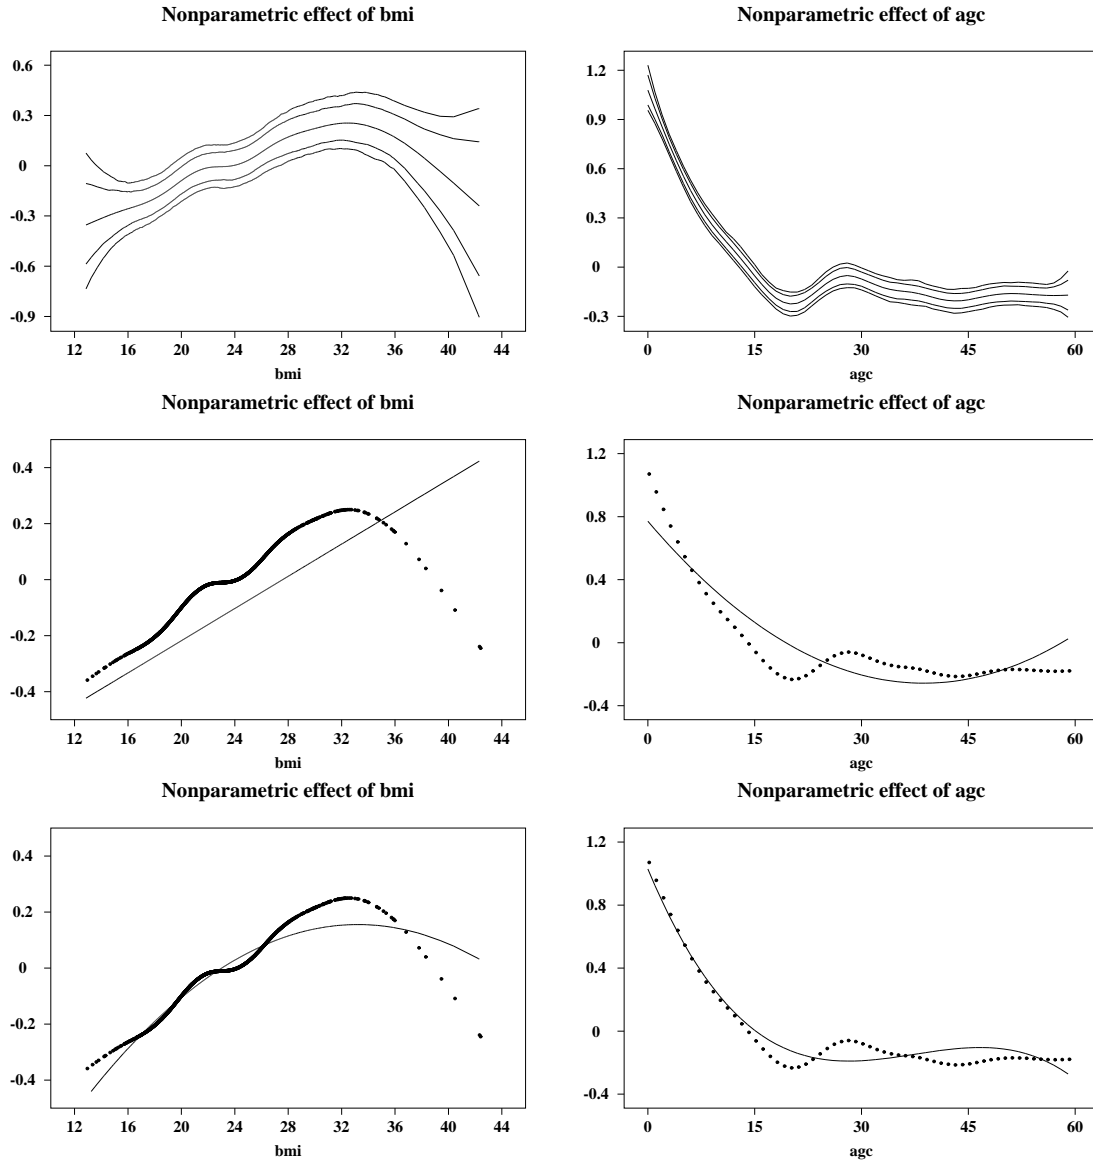 Nonparametric effect of bmi
0.6
0.3
0
-0.3
-0.6
-0.9
12 16 20 24 28 32 36 40 44
bmi
Nonparametric effect of agc
1.2
0.9
0.6
0.3
0
-0.3
0 15 30 45 60
agc
Nonparametric effect of bmi
0.4
0.2
0
-0.2
-0.4
12 16 20 24 28 32 36 40 44
bmi
Nonparametric effect of agc
1.2
0.8
0.4
0
-0.4
0 15 30 45 60
agc
Nonparametric effect of bmi
0.4
0.2
0
-0.2
-0.4
12 16 20 24 28 32 36 40 44
bmi
Nonparametric effect of agc
1.2
0.8
0.4
0
-0.4
0 15 30 45 60
agc